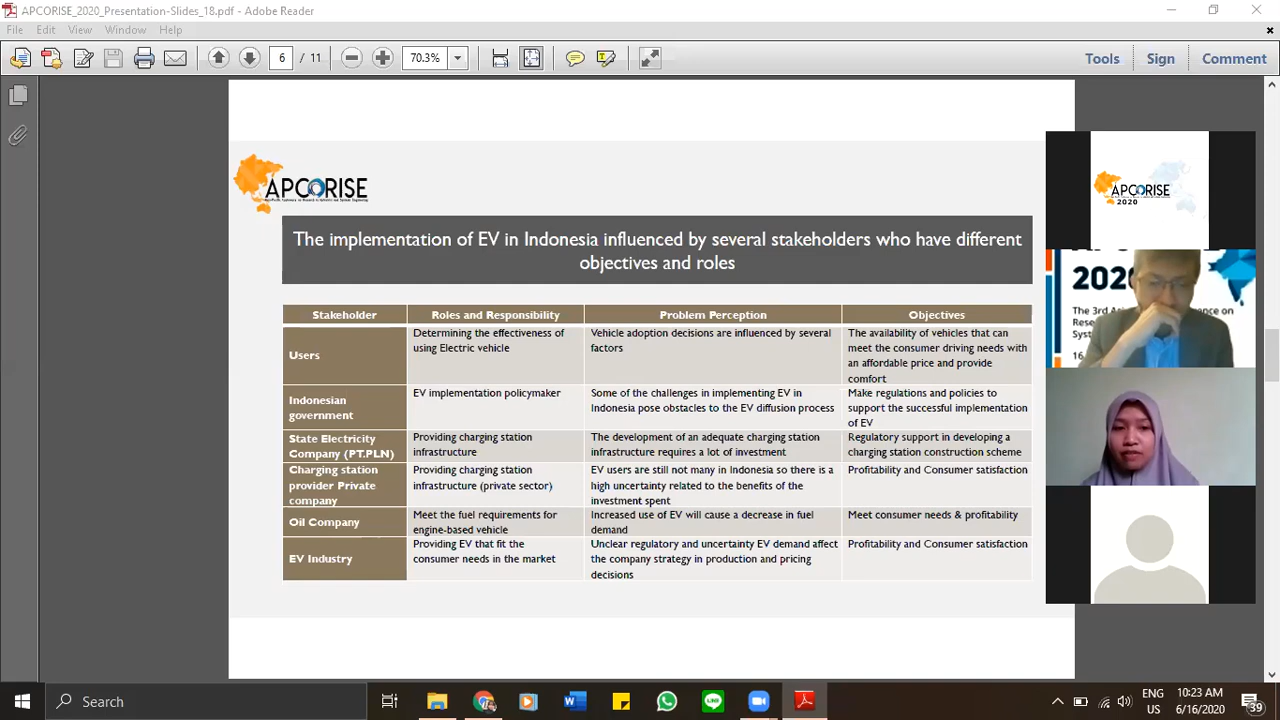 APCORISE_2020_Presentation-Slides_18.pdf - Adobe Reader
File Edit View Window Help
6 / 11 70.3% Tools Sign Comment
APCORISE
The implementation of EV in Indonesia influenced by several stakeholders who have different
objectives and roles
Stakeholder Roles and Responsibility Problem Perception Objectives
Users
Determining the effectiveness of
using Electric vehicle
Vehicle adoption decisions are influenced by several
factors
The availability of vehicles that can
meet the consumer driving needs with
an affordable price and provide
comfort
Indonesian
government
EV implementation policymaker
Some of the challenges in implementing EV in
Indonesia pose obstacles to the EV diffusion process
Make regulations and policies to
support the successful implementation
of EV
State Electricity
Company (PT.PLN)
Providing charging station
infrastructure
The development of an adequate charging station
infrastructure requires a lot of investment
Regulatory support in developing a
charging station construction scheme
Charging station
provider Private
company
Providing charging station
infrastructure (private sector)
EV users are still not many in Indonesia so there is a
high uncertainty related to the benefits of the
investment spent
Profitability and Consumer satisfaction
Oil Company
Meet the fuel requirements for
engine-based vehicle
Increased use of EV will cause a decrease in fuel
demand
Meet consumer needs & profitability
EV Industry
Providing EV that fit the
consumer needs in the market
Unclear regulatory and uncertainty EV demand affect
the company strategy in production and pricing
decisions
Profitability and Consumer satisfaction
APCORISE
2020
2020
The 3rd As
Rese
Syst
16
ence on
Search
ENG
US
10:23 AM
6/16/2020
39